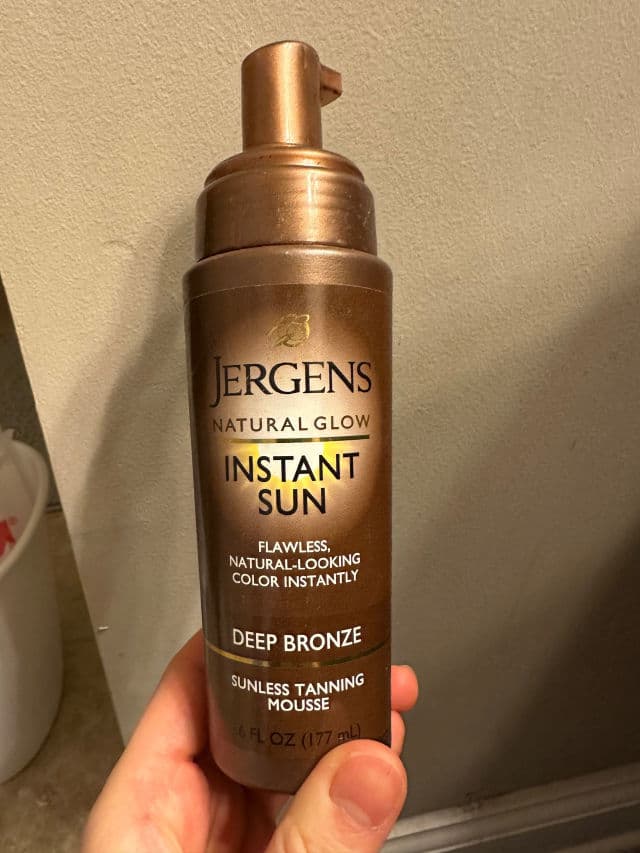 JERGENS
NATURAL GLOW
INSTANT
SUN
FLAWLESS,
NATURAL-LOOKING
COLOR INSTANTLY
DEEP BRONZE
SUNLESS TANNING
MOUSSE
6 FL OZ (177 mL)